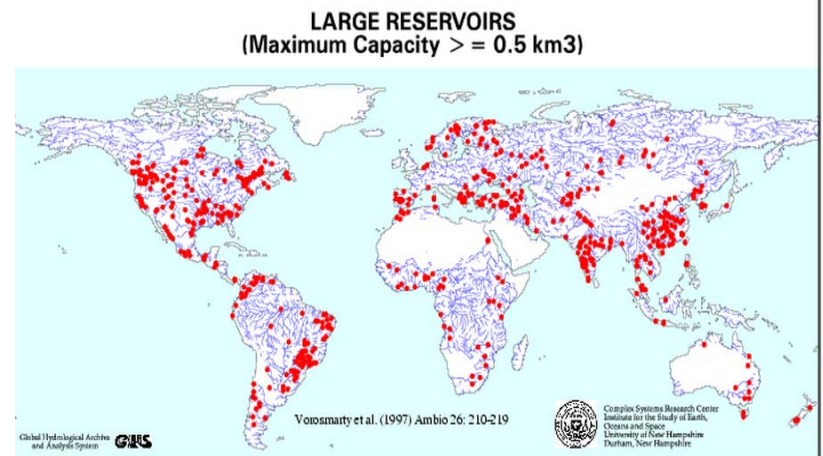 LARGE RESERVOIRS
(Maximum Capacity > = 0.5 km3)
Vorosmarty et al. (1997) Ambio 26: 210-219
Global Hydrological Archive
and Analysis System
Complex Systems Research Center
Institute for the Study of Earth,
Oceans and Space
University of New Hampshire
Durham, New Hampshire